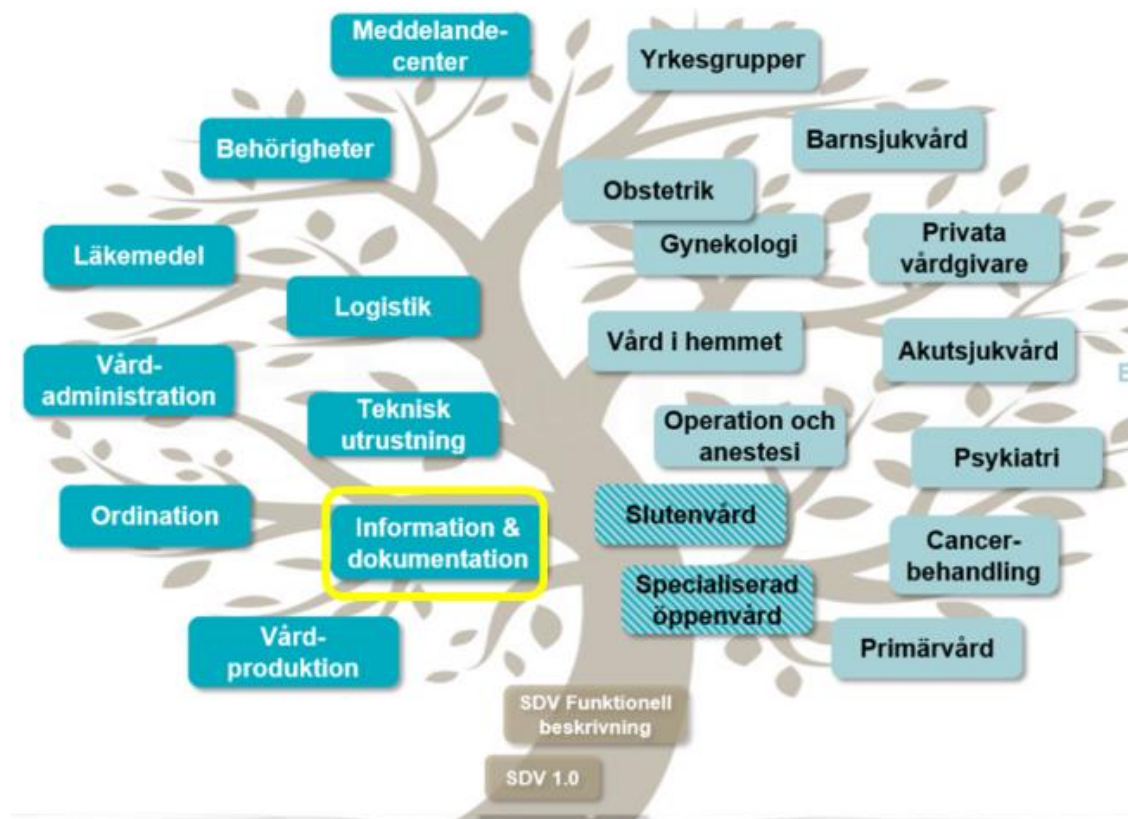 Meddelande-
center
Yrkesgrupper
Behörigheter
Barnsjukvård
Obstetrik
Läkemedel
Gynekologi
Privata
vårdgivare
Logistik
Vård i hemmet
Akutsjukvård
Vård-
administration
Teknisk
utrustning
Operation och
anestesi
Psykiatri
Ordination
Information &
dokumentation
Slutenvård
Cancer-
behandling
Specialiserad
öppenvård
Vård-
produktion
Primärvård
SDV Funktionell
beskrivning
SDV 1.0